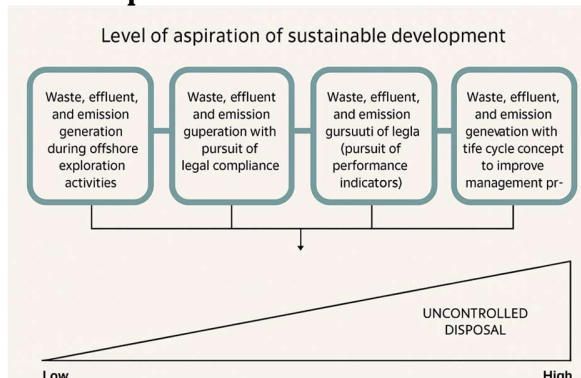 Level of aspiration of sustainable development
Waste, effluent,
and emission
generation
during offshore
exploration
activities
Waste, effluent
and emission
guperation with
pursuit of
legal compliance
Waste, effluent,
and emission
gursuuti of legla
(pursuit of
performance
indicators)
Waste, effluent,
and emission
genevation with
tife cycle concept
to improve
management pr-
UNCONTROLLED
DISPOSAL
Low
High